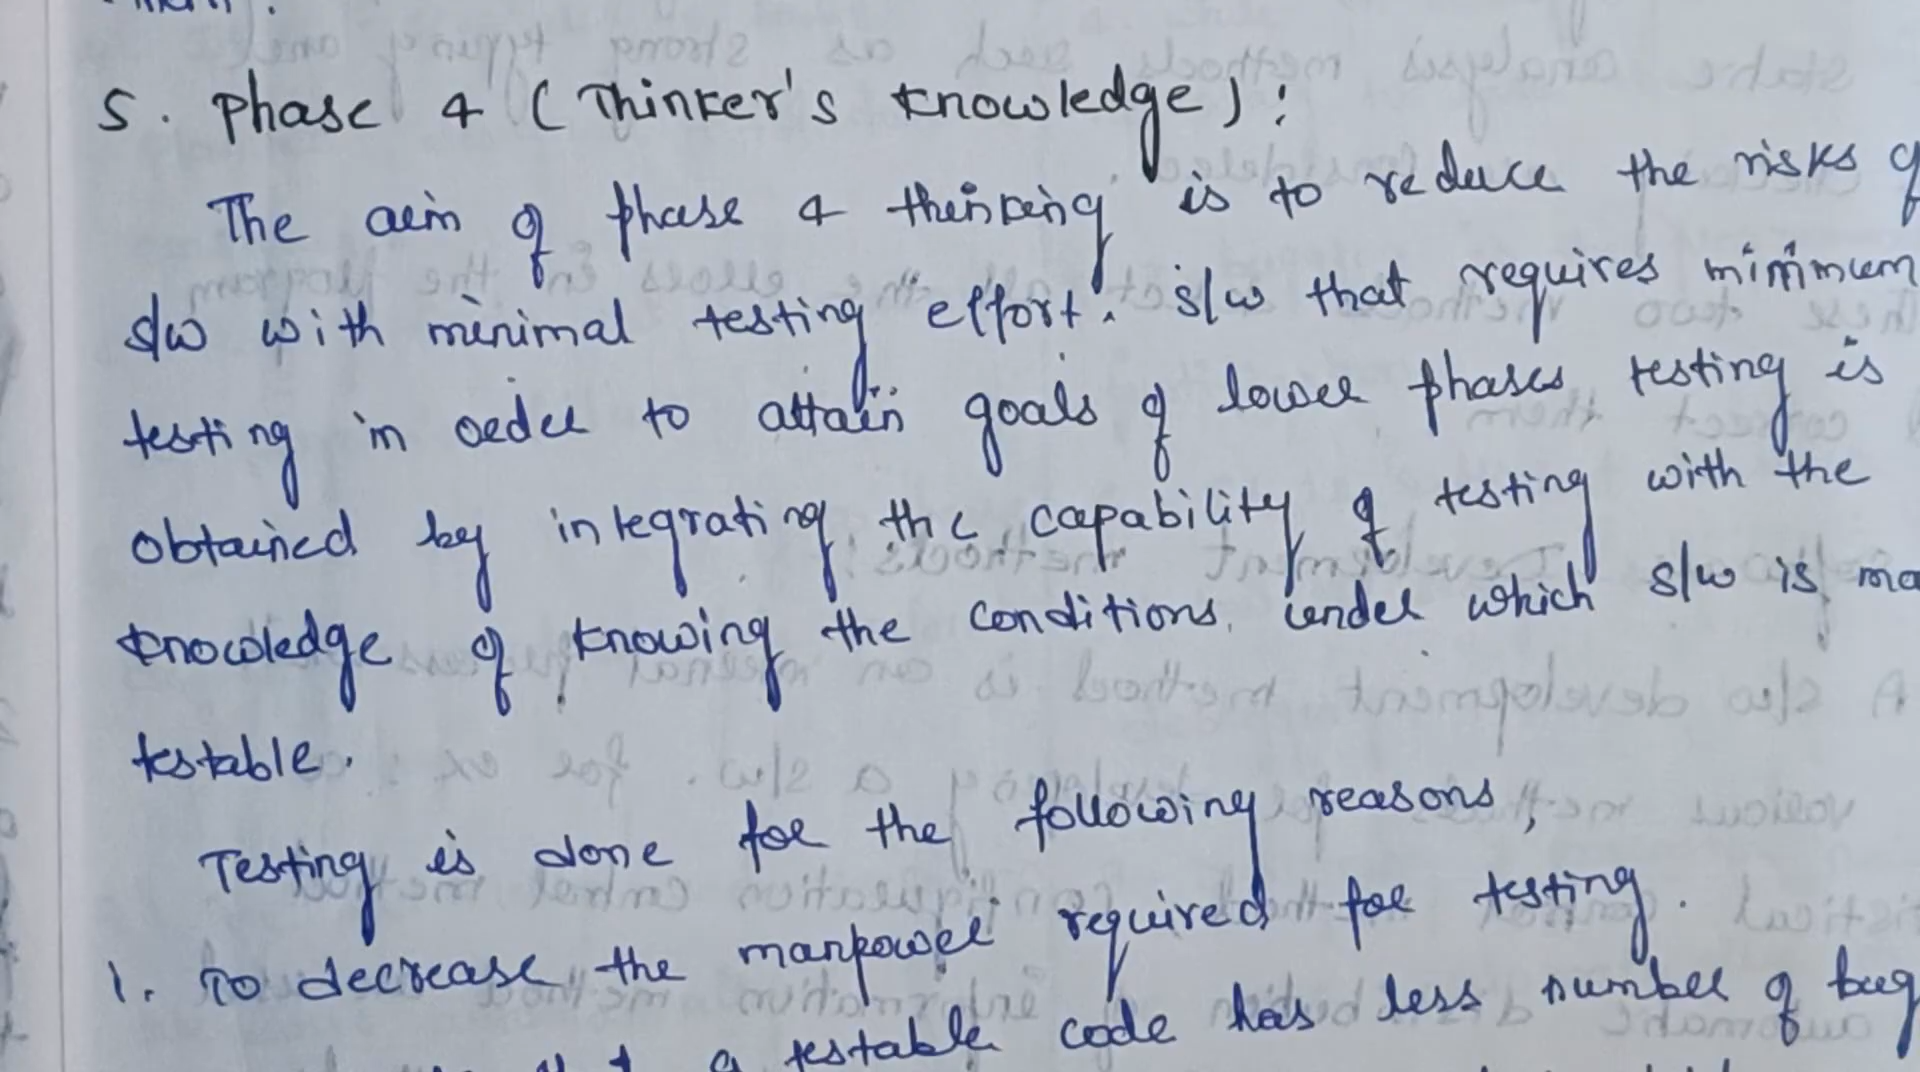 5. Phase 4 (Thinker's knowledge):
The aim of phase 4 thinking is to reduce the risks of
s/w with minimal testing effort. s/w that requires minimum
testing in order to attain goals of lower phases testing is
obtained by integrating the capability of testing with the
knowledge of knowing the conditions under which s/w is ma
testable.
Testing is done for the following reasons,
1. To decrease the manpower required for testing.
a testable code has less number of bug